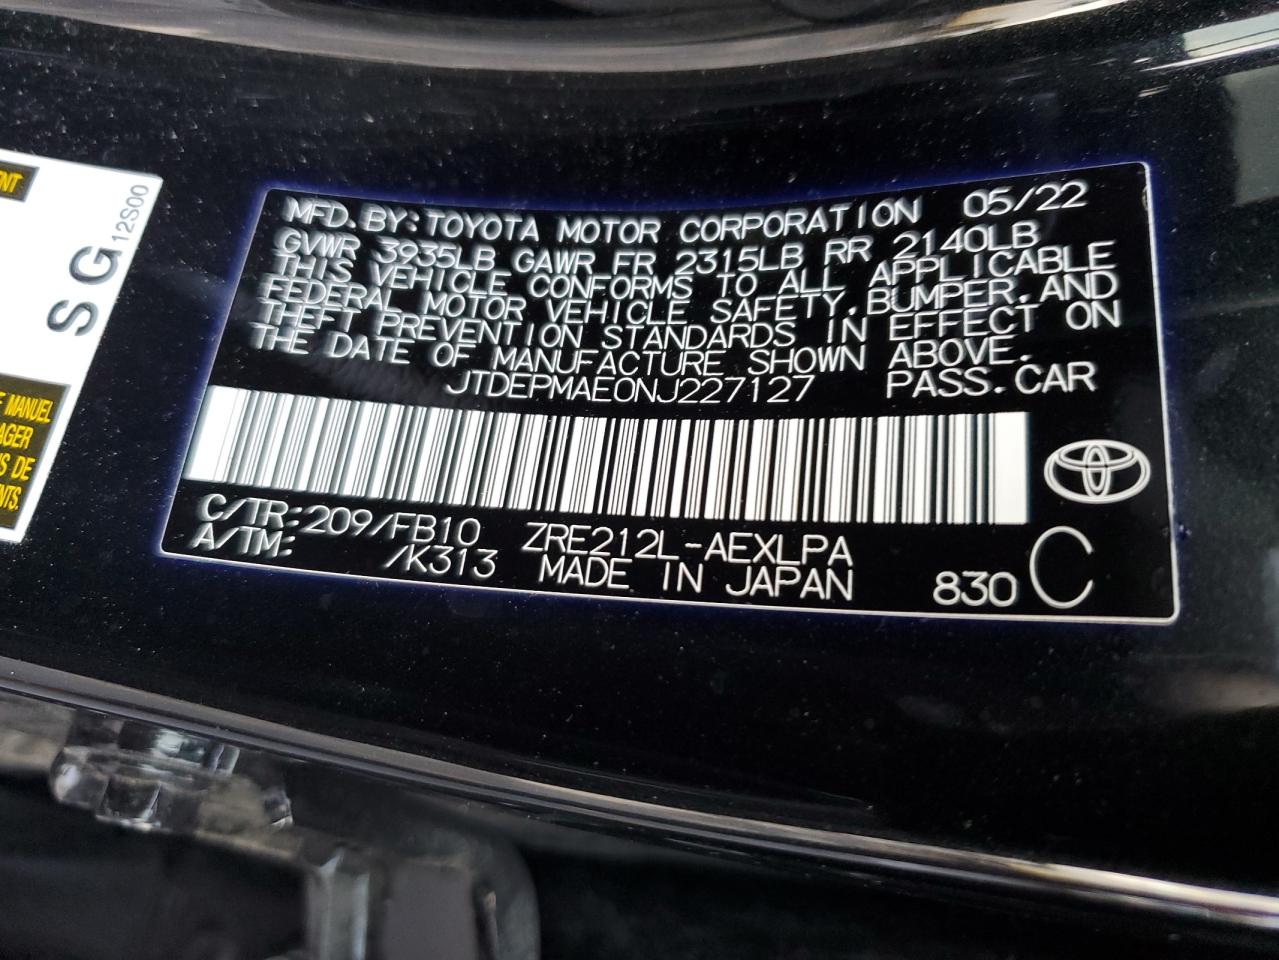 MFD.BY: TOYOTA MOTOR CORPORATION 05/22
GVWR 3935LB GAWR FR 2315LB RR 2140LB
THIS VEHICLE CONFORMS TO ALL APPLICABLE
FEDERAL MOTOR VEHICLE SAFETY, BUMPER, AND
THEFT PREVENTION STANDARDS IN EFFECT ON
THE DATE OF MANUFACTURE SHOWN ABOVE.
JTDEPMAE0NJ227127 PASS.CAR
C/TR:209/FB10 ZRE212L-AEXLPA
A/TM: /K313 MADE IN JAPAN 830 C
SG 12S00
MANUEL
DE